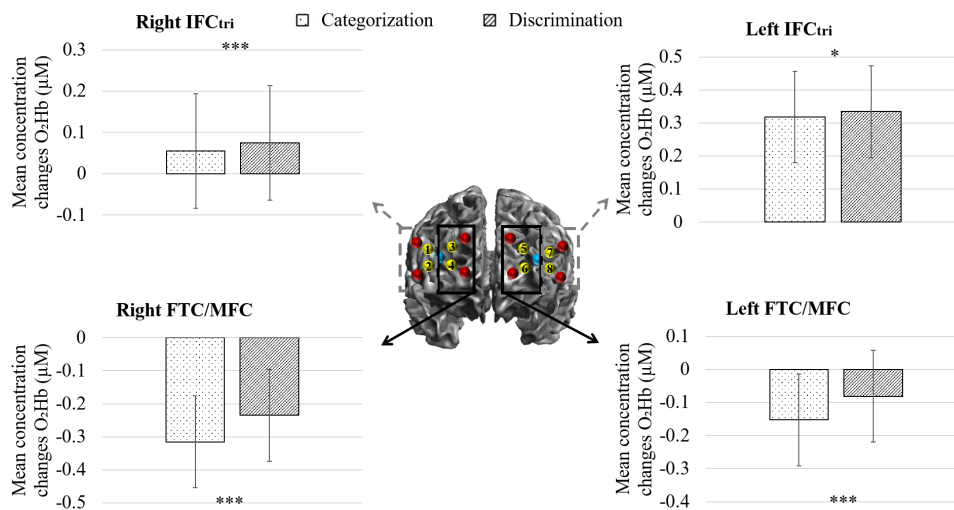 Right IFCtri
Categorization
Discrimination
Left IFCtri
Mean concentration
changes O₂Hb (µM)
0.3
0.2
0.1
0
-0.1
***
Mean concentration
changes O₂Hb (µM)
0.5
0.4
0.3
0.2
0.1
0
*
1
2
3
4
5
6
7
8
Right FTC/MFC
Mean concentration
changes O₂Hb (µM)
0
-0.1
-0.2
-0.3
-0.4
-0.5
***
Left FTC/MFC
Mean concentration
changes O₂Hb (µM)
0.1
0
-0.1
-0.2
-0.3
-0.4
***